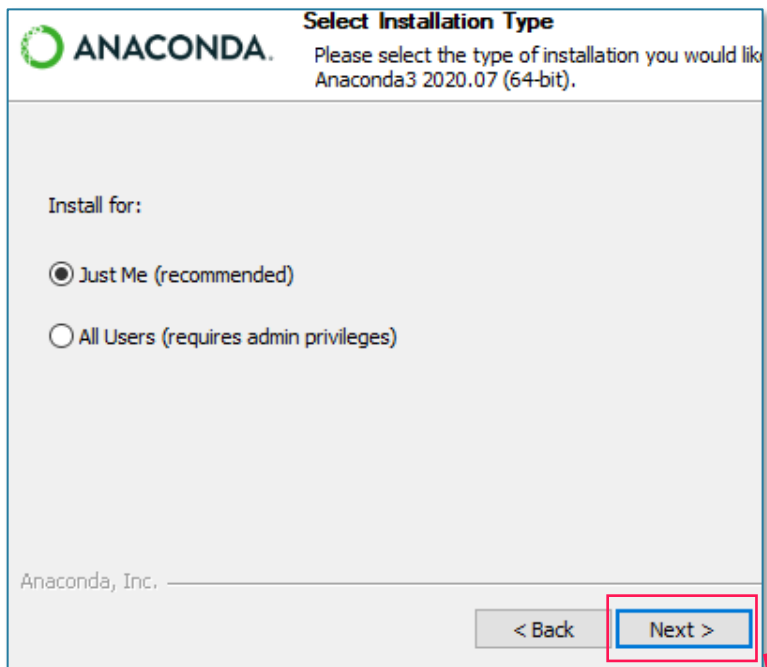 Select Installation Type
ANACONDA.
Please select the type of installation you would
Anaconda3 2020.07 (64-bit).
Install for:
Just Me (recommended)
All Users (requires admin privileges)
Anaconda, Inc.
< Back
Next >